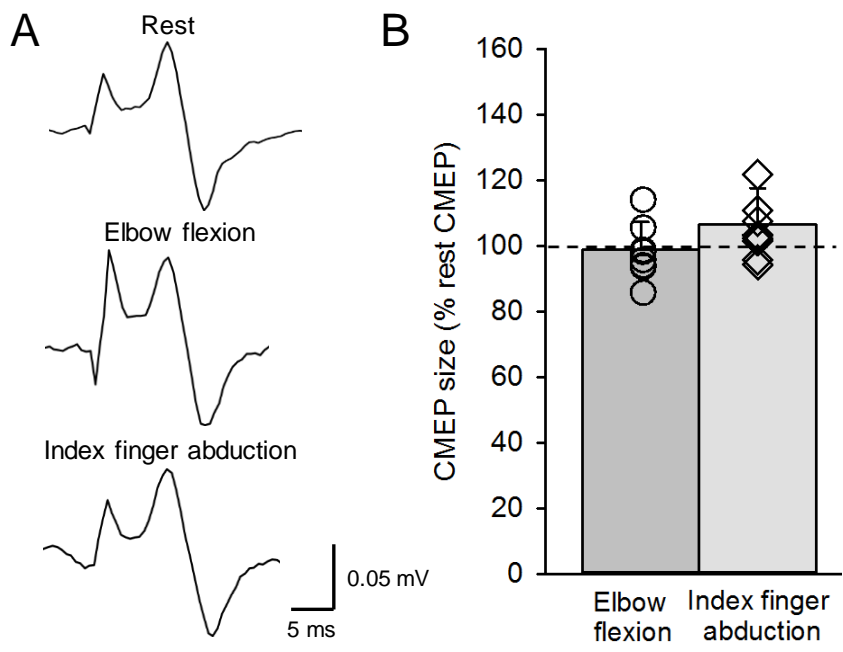 A
Rest
Elbow flexion
Index finger abduction
0.05 mV
5 ms
B
CMEP size (% rest CMEP)
160
140
120
100
80
60
40
20
0
Elbow
flexion
Index finger
abduction